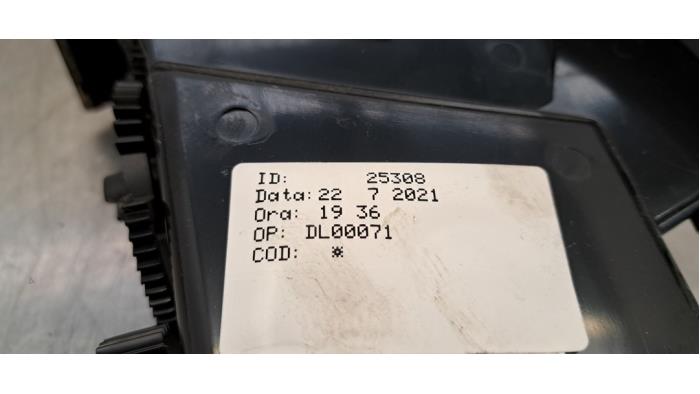 ID: 25308
Data: 22 7 2021
Ora: 19 36
OP: DL00071
COD: *